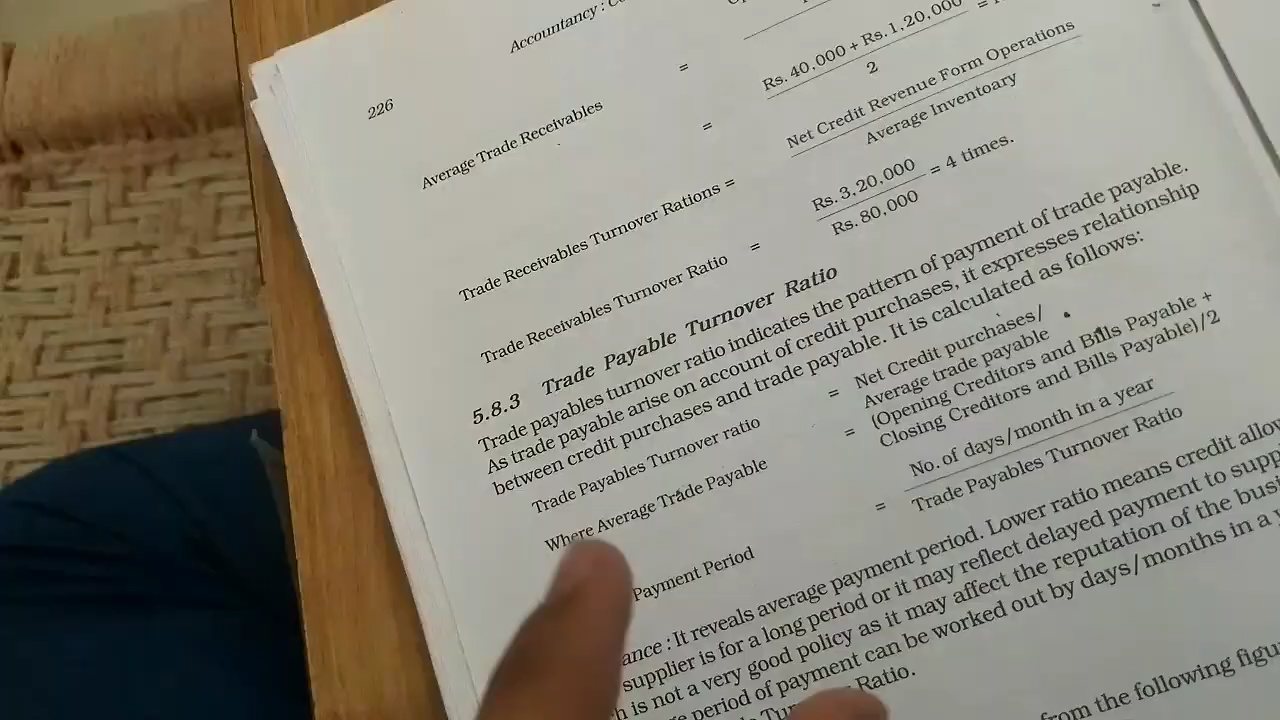 226
Accountancy :
Rs. 40,000 + Rs. 1,20,000 =
2
Average Trade Receivables =
= Net Credit Revenue Form Operations
Average Inventoary
Trade Receivables Turnover Rations =
Rs. 3,20,000 = 4 times.
Rs. 80,000
Trade Receivables Turnover Ratio =
5.8.3 Trade Payable Turnover Ratio
Trade payables turnover ratio indicates the pattern of payment of trade payable.
As trade payable arise on account of credit purchases, it expresses relationship
between credit purchases and trade payable. It is calculated as follows:
Trade Payables Turnover ratio = Net Credit purchases/
Average trade payable
Where Average Trade Payable = (Opening Creditors and Bills Payable +
Closing Creditors and Bills Payable)/2
No. of days/month in a year
Payment Period =
Trade Payables Turnover Ratio
: It reveals average payment period. Lower ratio means credit
supplier is for a long period or it may reflect delayed payment to
is not a very good policy as it may affect the reputation of the
period of payment can be worked out by days/months in a
Ratio.
from the following